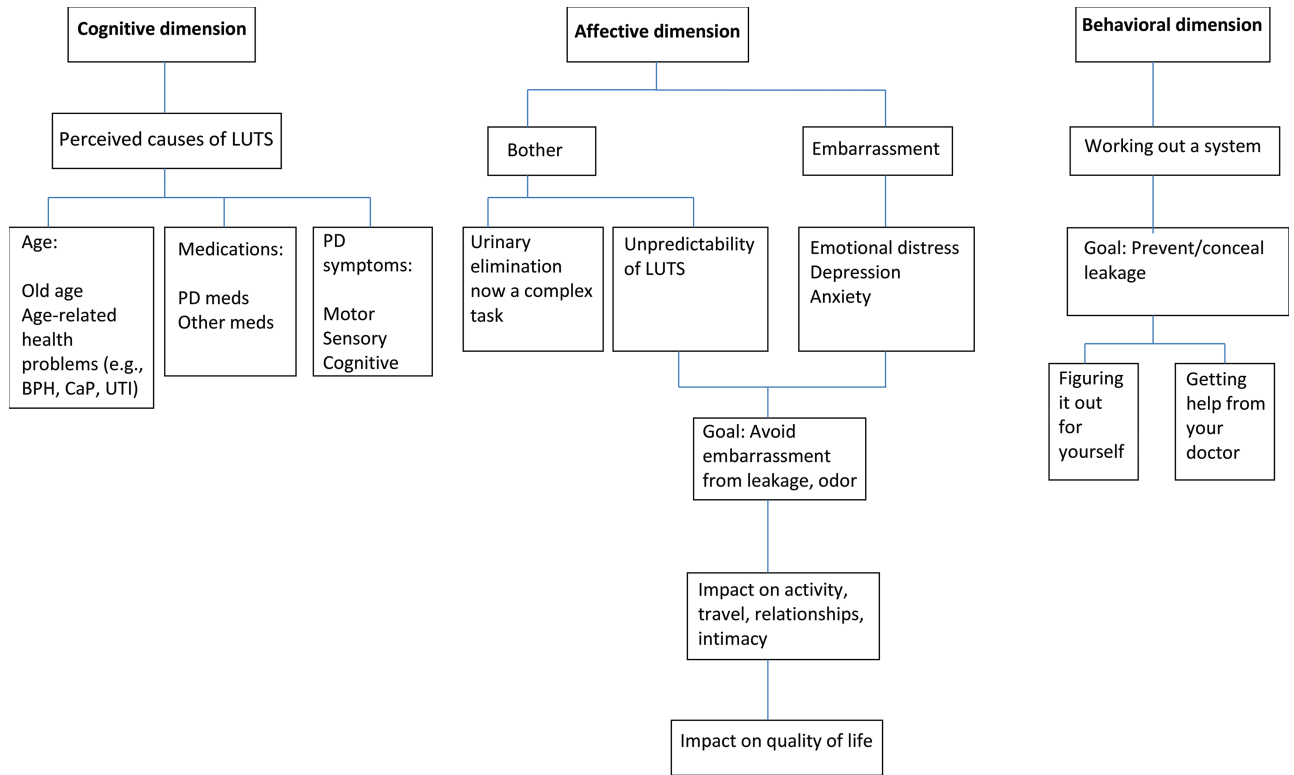 Cognitive dimension
Perceived causes of LUTS
Age:
Old age
Age-related
health
problems (e.g.,
BPH, CaP, UTI)
Medications:
PD meds
Other meds
PD
symptoms:
Motor
Sensory
Cognitive
Affective dimension
Bother
Embarrassment
Urinary
elimination
now a complex
task
Unpredictability
of LUTS
Emotional distress
Depression
Anxiety
Goal: Avoid
embarrassment
from leakage, odor
Impact on activity,
travel, relationships,
intimacy
Impact on quality of life
Behavioral dimension
Working out a system
Goal: Prevent/conceal
leakage
Figuring
it out
for
yourself
Getting
help from
your
doctor